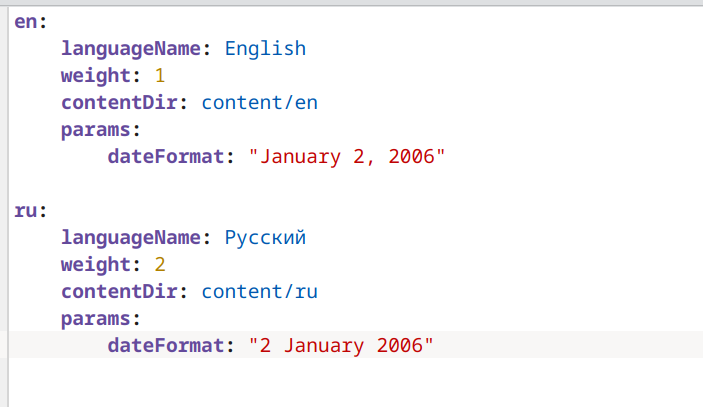 en:
    languageName: English
    weight: 1
    contentDir: content/en
    params:
        dateFormat: "January 2, 2006"

ru:
    languageName: Русский
    weight: 2
    contentDir: content/ru
    params:
        dateFormat: "2 January 2006"